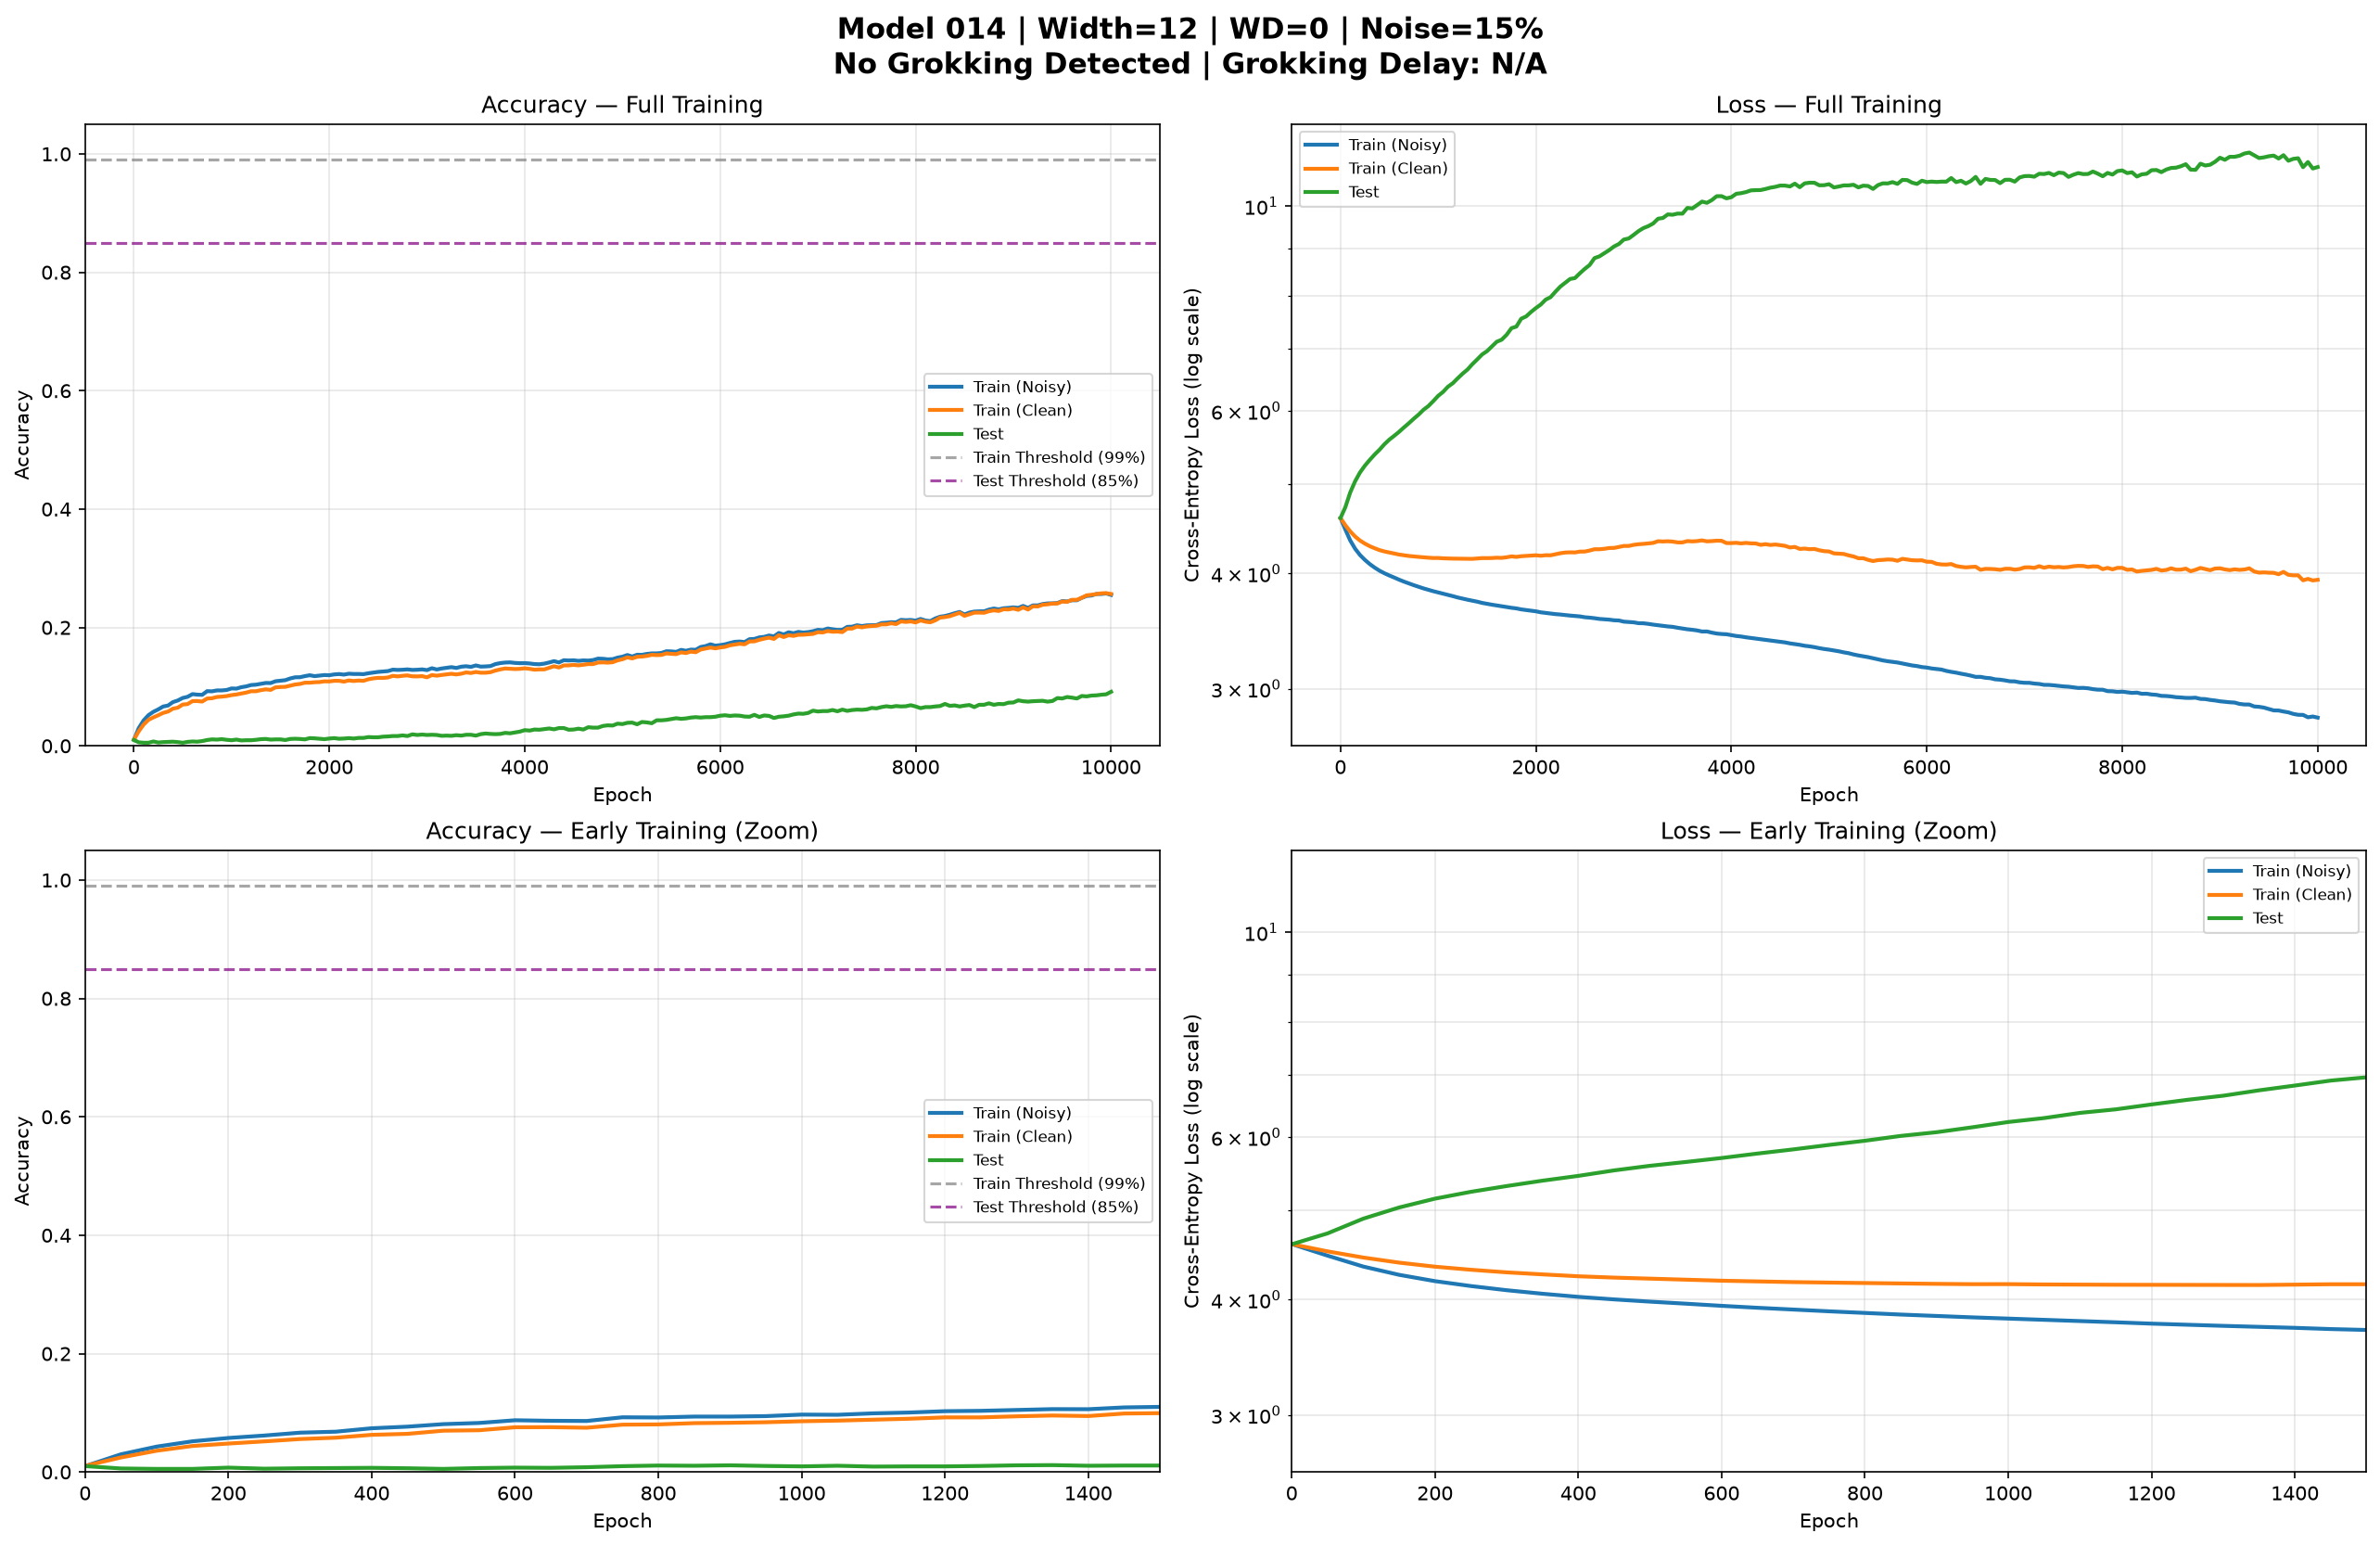 Model 014 | Width=12 | WD=0 | Noise=15%
No Grokking Detected | Grokking Delay: N/A
Accuracy — Full Training
Accuracy
1.0
0.8
0.6
0.4
0.2
0.0
Train (Noisy)
Train (Clean)
Test
Train Threshold (99%)
Test Threshold (85%)
0 2000 4000 6000 8000 10000
Epoch
Loss — Full Training
Cross-Entropy Loss (log scale)
10¹
6 × 10⁰
4 × 10⁰
3 × 10⁰
Train (Noisy)
Train (Clean)
Test
0 2000 4000 6000 8000 10000
Epoch
Accuracy — Early Training (Zoom)
Accuracy
1.0
0.8
0.6
0.4
0.2
0.0
Train (Noisy)
Train (Clean)
Test
Train Threshold (99%)
Test Threshold (85%)
0 200 400 600 800 1000 1200 1400
Epoch
Loss — Early Training (Zoom)
Cross-Entropy Loss (log scale)
10¹
6 × 10⁰
4 × 10⁰
3 × 10⁰
Train (Noisy)
Train (Clean)
Test
0 200 400 600 800 1000 1200 1400
Epoch